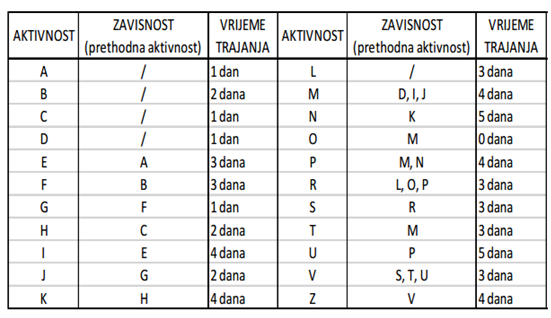 AKTIVNOST ZAVISNOST (prethodna aktivnost) VRIJEME TRAJANJA AKTIVNOST ZAVISNOST (prethodna aktivnost) VRIJEME TRAJANJA
A / 1 dan L / 3 dana
B / 2 dana M D, I, J 4 dana
C / 1 dan N K 5 dana
D / 1 dan O M 0 dana
E A 3 dana P M, N 4 dana
F B 3 dana R L, O, P 3 dana
G F 1 dan S R 3 dana
H C 2 dana T M 3 dana
I E 4 dana U P 5 dana
J G 2 dana V S, T, U 3 dana
K H 4 dana Z V 4 dana